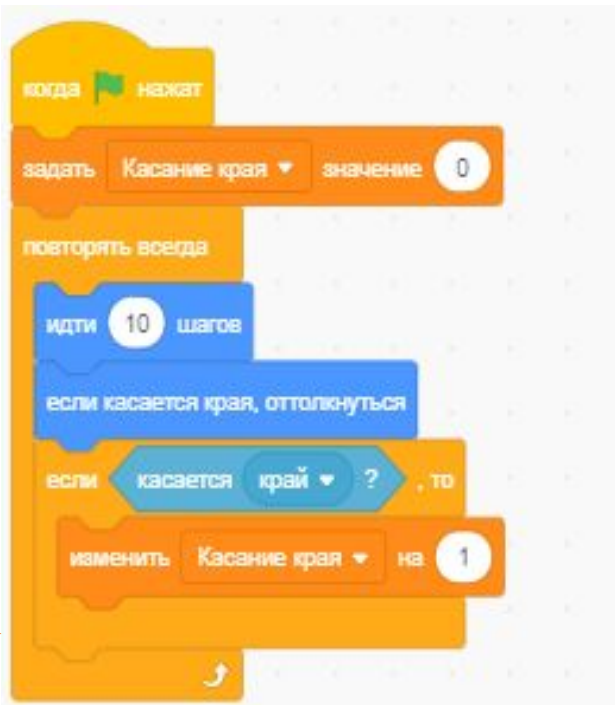 когда нажат
задать Касание края значение 0
повторять всегда
идти 10 шагов
если касается края, оттолкнуться
если касается край ? , то
изменить Касание края на 1